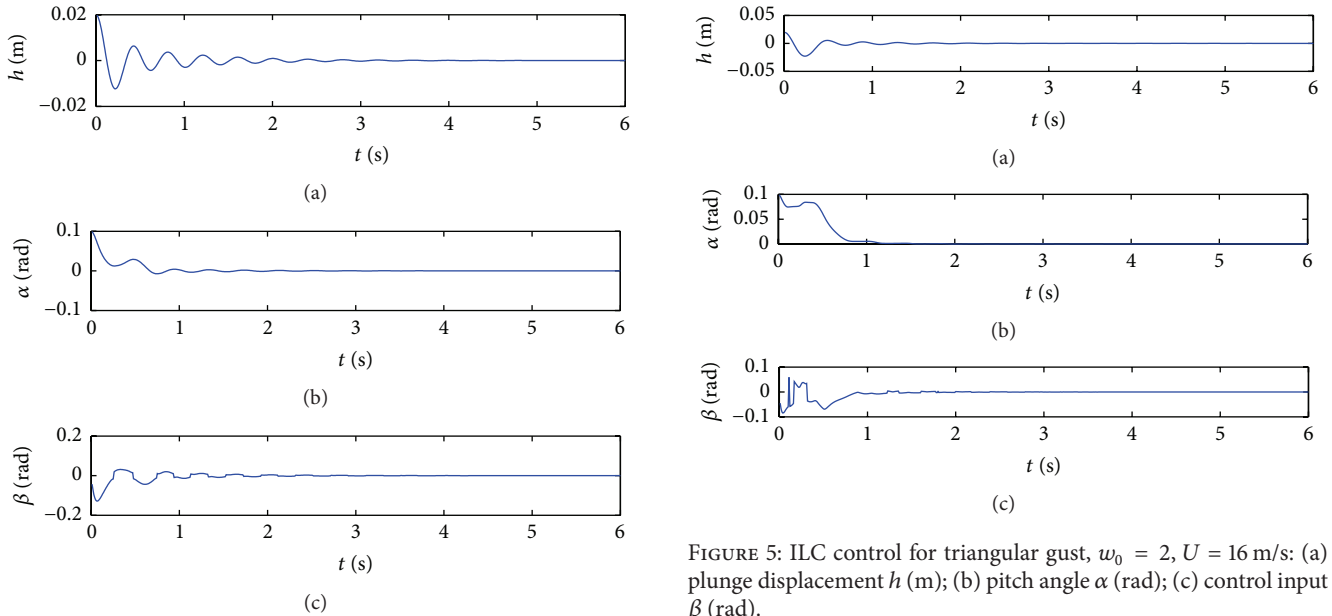 0.02
0
−0.02
h (m)
0 1 2 3 4 5 6
t (s)
(a)
0.1
0
−0.1
α (rad)
0 1 2 3 4 5 6
t (s)
(b)
0.2
0
−0.2
β (rad)
0 1 2 3 4 5 6
t (s)
(c)
0.05
0
−0.05
h (m)
0 1 2 3 4 5 6
t (s)
(a)
0.1
0.05
0
α (rad)
0 1 2 3 4 5 6
t (s)
(b)
0.1
0
−0.1
β (rad)
0 1 2 3 4 5 6
t (s)
(c)
FIGURE 5: ILC control for triangular gust, w₀ = 2, U = 16 m/s: (a)
plunge displacement h (m); (b) pitch angle α (rad); (c) control input
β (rad).